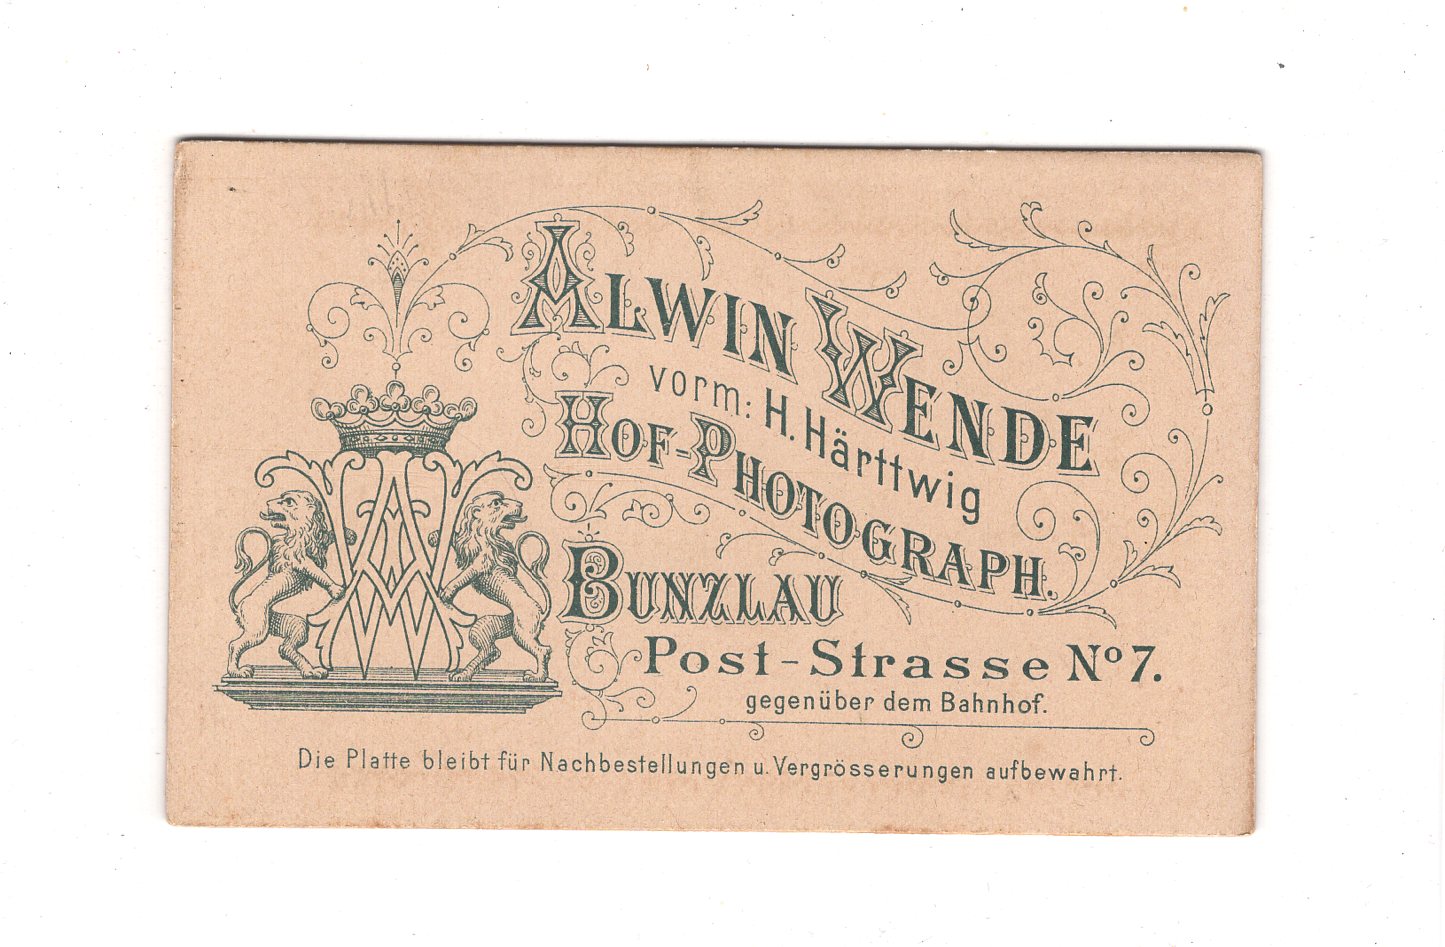 ALWIN WENDE
vorm: H. Härttwig
HOF-PHOTOGRAPH.
BUNZLAU
Post-Strasse No 7.
gegenüber dem Bahnhof.
Die Platte bleibt für Nachbestellungen u. Vergrösserungen aufbewahrt.